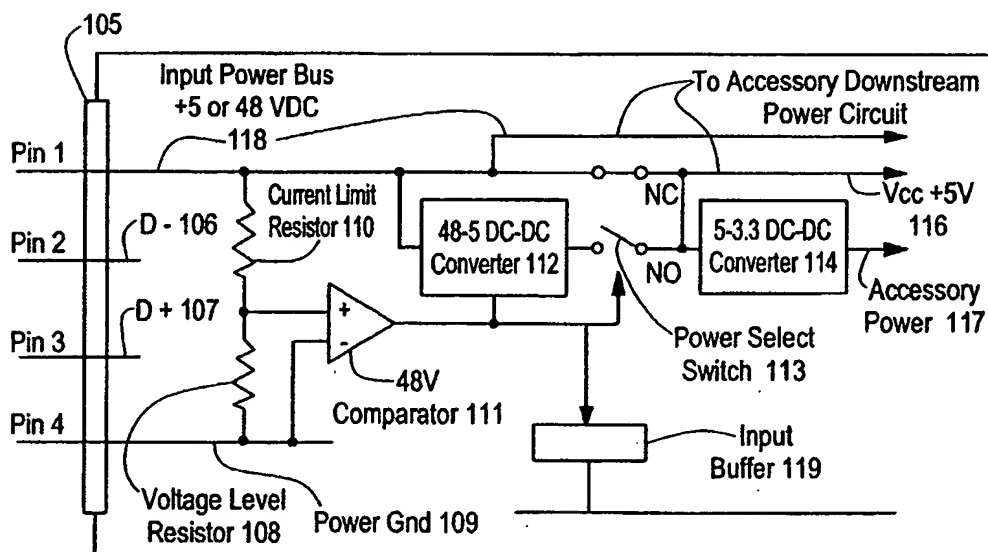 105
Input Power Bus
+5 or 48 VDC
118
To Accessory Downstream
Power Circuit
Pin 1
Current Limit
Resistor 110
NC
Vcc +5V
116
Pin 2
D - 106
48-5 DC-DC
Converter 112
NO
5-3.3 DC-DC
Converter 114
Accessory
Power 117
Pin 3
D + 107
+
-
48V
Comparator 111
Power Select
Switch 113
Pin 4
Input
Buffer 119
Voltage Level
Resistor 108
Power Gnd 109